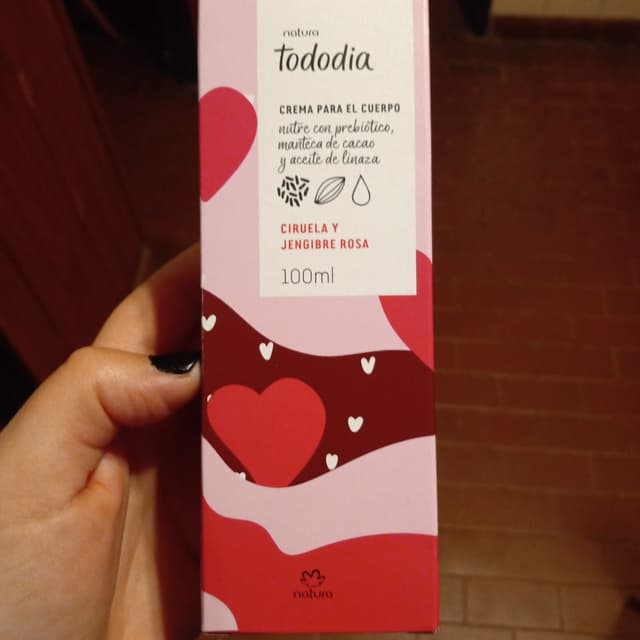 natura
tododia
CREMA PARA EL CUERPO
nutre con prebiótico,
manteca de cacao
y aceite de linaza
CIRUELA Y
JENGIBRE ROSA
100ml
natura